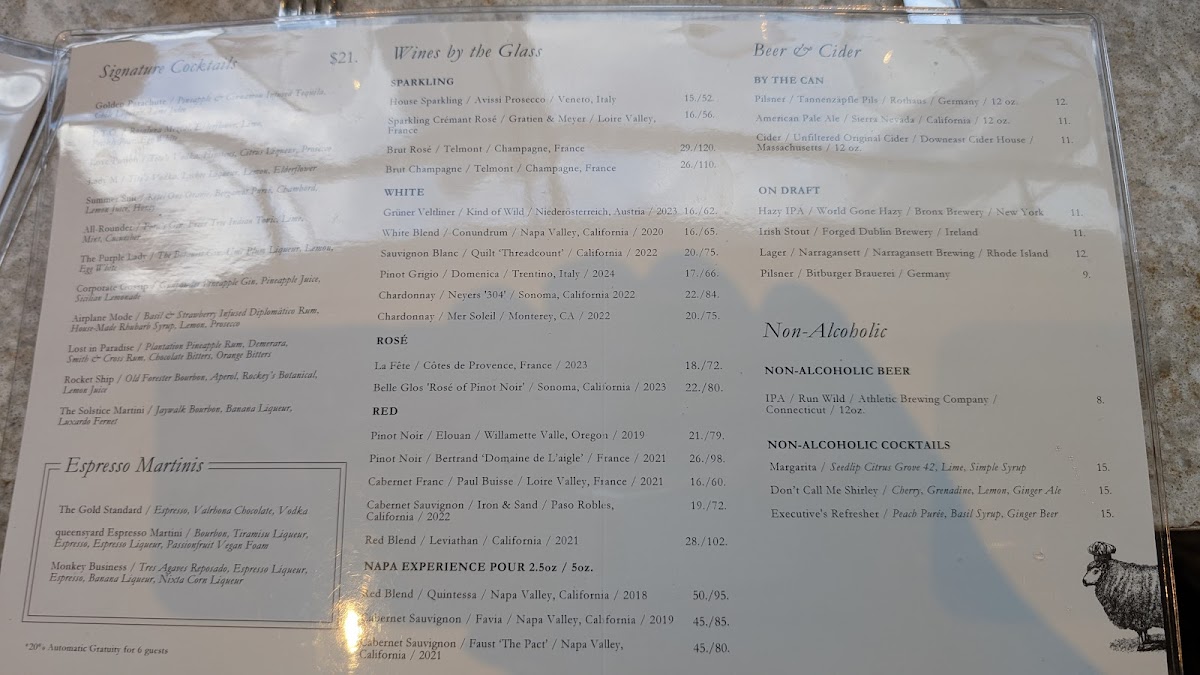 Signature Cocktails $21.
Golden Parachute / Pineapple & Cinnamon Infused Tequila,
Summer
Lemon Juice, Honey
All-Rounder /
Mint, Cucumber
The Purple Lady / Plum Liqueur, Lemon,
Egg White
Corporate Pineapple Gin, Pineapple Juice,
Sicilian Lemonade
Airplane Mode / Basil & Strawberry Infused Diplomático Rum,
House-Made Rhubarb Syrup, Lemon, Prosecco
Lost in Paradise / Plantation Pineapple Rum, Demerara,
Smith & Cross Rum, Chocolate Bitters, Orange Bitters
Rocket Ship / Old Forester Bourbon, Aperol, Rockey's Botanical,
Lemon Juice
The Solstice Martini / Jaywalk Bourbon, Banana Liqueur,
Luxardo Fernet
Espresso Martinis
The Gold Standard / Espresso, Valrhona Chocolate, Vodka
queensyard Espresso Martini / Bourbon, Tiramisu Liqueur,
Espresso, Espresso Liqueur, Passionfruit Vegan Foam
Monkey Business / Tres Agaves Reposado, Espresso Liqueur,
Espresso, Banana Liqueur, Nixta Corn Liqueur
*20% Automatic Gratuity for 6 guests
Wines by the Glass
SPARKLING
House Sparkling / Avissi Prosecco / Veneto, Italy 15./52.
Sparkling Crémant Rosé / Gratien & Meyer / Loire Valley, 16./56.
France
Brut Rosé / Telmont / Champagne, France 29./120.
Brut Champagne / Telmont / Champagne, France 26./110.
WHITE
Grüner Veltliner / Kind of Wild / Niederösterreich, Austria / 2023 16./62.
White Blend / Conundrum / Napa Valley, California / 2020 16./65.
Sauvignon Blanc / Quilt 'Threadcount' / California / 2022 20./75.
Pinot Grigio / Domenica / Trentino, Italy / 2024 17./66.
Chardonnay / Neyers '304' / Sonoma, California 2022 22./84.
Chardonnay / Mer Soleil / Monterey, CA / 2022 20./75.
ROSÉ
La Fête / Côtes de Provence, France / 2023 18./72.
Belle Glos 'Rosé of Pinot Noir' / Sonoma, California / 2023 22./80.
RED
Pinot Noir / Elouan / Willamette Valle, Oregon / 2019 21./79.
Pinot Noir / Bertrand 'Domaine de L'aigle' / France / 2021 26./98.
Cabernet Franc / Paul Buisse / Loire Valley, France / 2021 16./60.
Cabernet Sauvignon / Iron & Sand / Paso Robles, 19./72.
California / 2022
Red Blend / Leviathan / California / 2021 28./102.
NAPA EXPERIENCE POUR 2.5oz / 5oz.
Red Blend / Quintessa / Napa Valley, California / 2018 50./95.
Cabernet Sauvignon / Favia / Napa Valley, California / 2019 45./85.
Cabernet Sauvignon / Faust 'The Pact' / Napa Valley, 45./80.
California / 2021
Beer & Cider
BY THE CAN
Pilsner / Tannenzäpfle Pils / Rothaus / Germany / 12 oz. 12.
American Pale Ale / Sierra Nevada / California / 12 oz. 11.
Cider / Unfiltered Original Cider / Downeast Cider House / 11.
Massachusetts / 12 oz.
ON DRAFT
Hazy IPA / World Gone Hazy / Bronx Brewery / New York 11.
Irish Stout / Forged Dublin Brewery / Ireland 11.
Lager / Narragansett / Narragansett Brewing / Rhode Island 12.
Pilsner / Bitburger Brauerei / Germany 9.
Non-Alcoholic
NON-ALCOHOLIC BEER
IPA / Run Wild / Athletic Brewing Company / 8.
Connecticut / 12oz.
NON-ALCOHOLIC COCKTAILS
Margarita / Seedlip Citrus Grove 42, Lime, Simple Syrup 15.
Don't Call Me Shirley / Cherry, Grenadine, Lemon, Ginger Ale 15.
Executive's Refresher / Peach Purée, Basil Syrup, Ginger Beer 15.